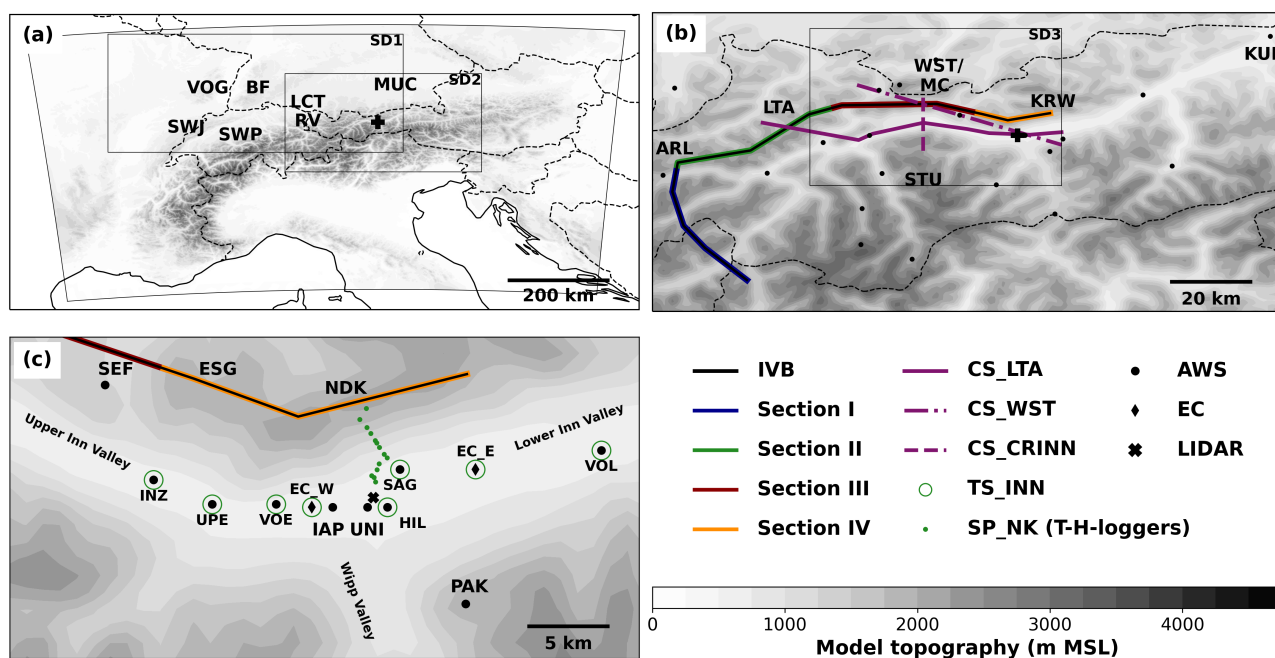 (a)
SD1
SD2
VOG
BF
MUC
LCT
RV
SWJ
SWP
200 km
(b)
SD3
WST/
MC
KRW
LTA
ARL
STU
20 km
(c)
SEF
ESG
NDK
Upper Inn Valley
Lower Inn Valley
EC_E
VOL
INZ
EC_W
SAG
UPE
VOE
IAP
UNI
HIL
Wipp Valley
PAK
5 km
IVB
CS_LTA
AWS
Section I
CS_WST
EC
Section II
CS_CRINN
LIDAR
Section III
TS_INN
Section IV
SP_NK (T-H-loggers)
0
1000
2000
3000
4000
Model topography (m MSL)